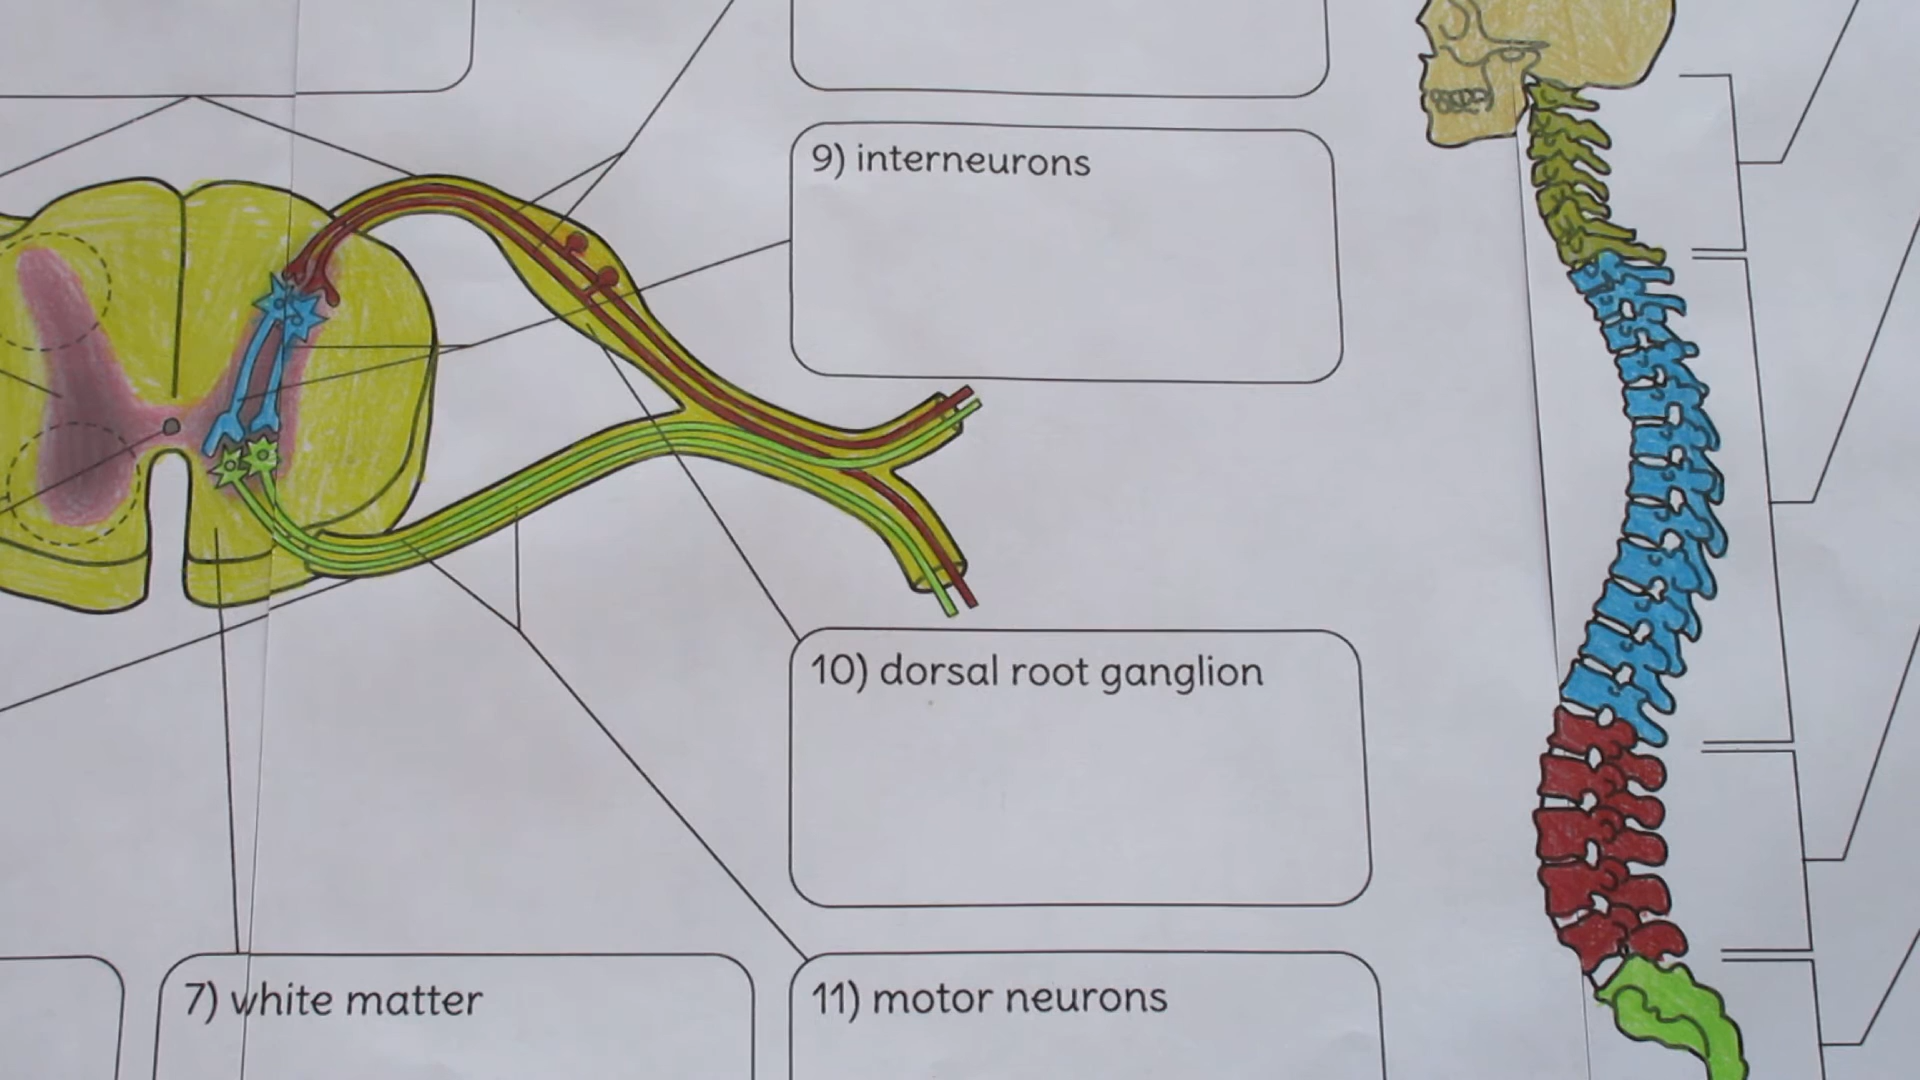 9) interneurons
10) dorsal root ganglion
7) white matter
11) motor neurons